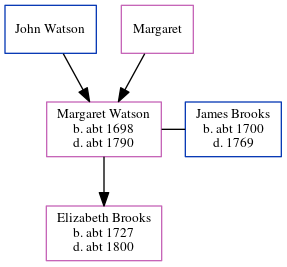 John Watson
Margaret
Margaret Watson
b. abt 1698
d. abt 1790
James Brooks
b. abt 1700
d. 1769
Elizabeth Brooks
b. abt 1727
d. abt 1800